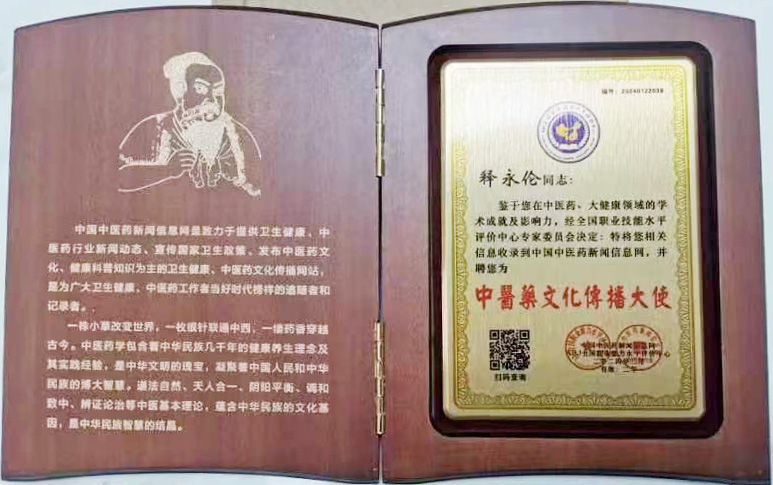 中国中医药新闻信息网是致力于提供卫生健康、中
医药行业新闻动态、宣传国家卫生政策、发布中医药文
化、健康科普知识为主的卫生健康、中医药文化传播网站,
是为广大卫生健康、中医药工作者当好时代榜样的追随者和
记录者。
一株小草改变世界,一枚银针联通中西,一缕药香穿越
古今。中医药学包含着中华民族几千年的健康养生理念及
其实践经验,是中华文明的瑰宝,凝聚着中国人民和中华
民族的博大智慧,道法自然、天人合一、阴阳平衡、调和
致中、辨证论治等中医基本理论,蕴含中华民族的文化基
因,是中华民族智慧的结晶。
编号:20240122038
释永伦同志:
鉴于您在中医药、大健康领域的学
术成就及影响力,经全国职业技能水平
评价中心专家委员会决定:特将您相关
信息收录到中国中医药新闻信息网,并
聘您为
中醫藥文化傳播大使
扫码查询